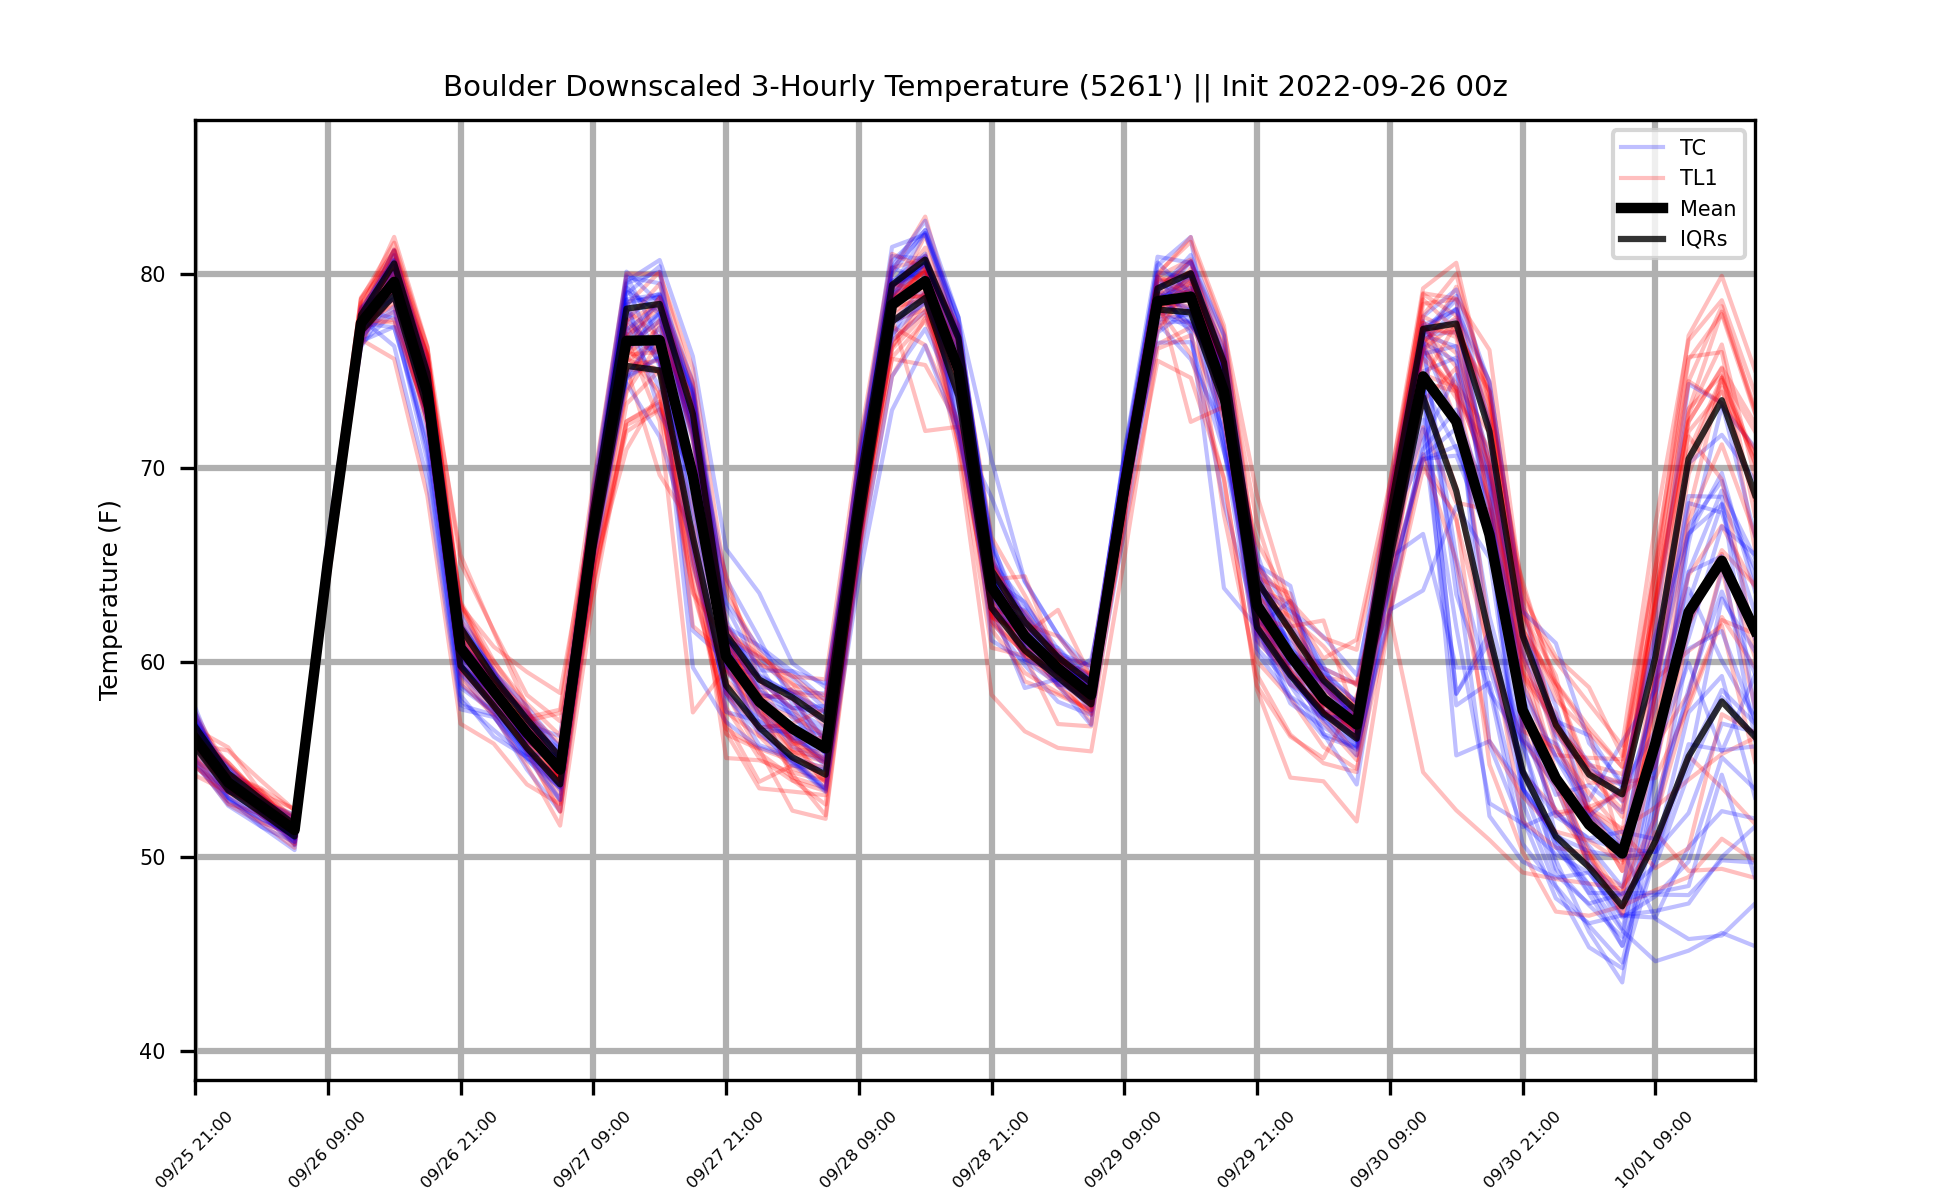 Boulder Downscaled 3-Hourly Temperature (5261') || Init 2022-09-26 00z
TC
TL1
Mean
IQRs
Temperature (F)
80
70
60
50
40
09/25 21:00
09/26 09:00
09/26 21:00
09/27 09:00
09/27 21:00
09/28 09:00
09/28 21:00
09/29 09:00
09/29 21:00
09/30 09:00
09/30 21:00
10/01 09:00